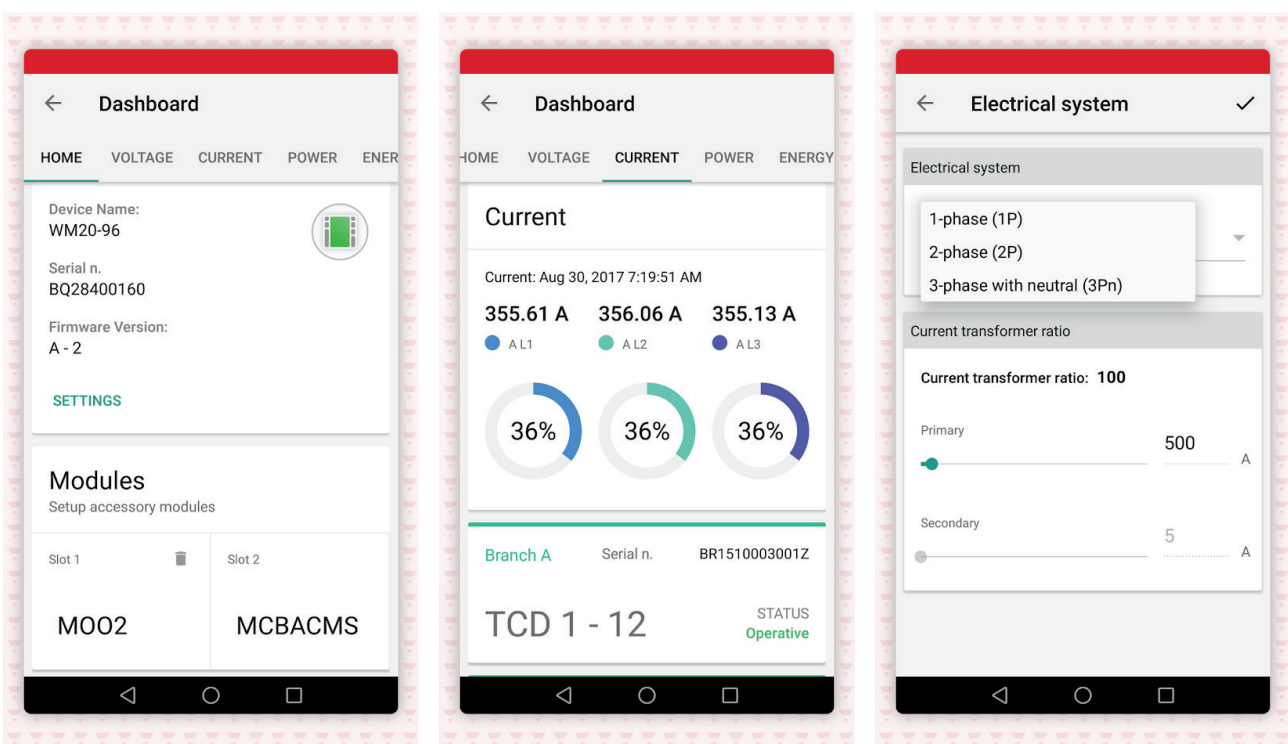 Dashboard
HOME VOLTAGE CURRENT POWER ENER
Device Name:
WM20-96
Serial n.
BQ28400160
Firmware Version:
A - 2
SETTINGS
Modules
Setup accessory modules
Slot 1 Slot 2
MOO2 MCBACMS
Dashboard
HOME VOLTAGE CURRENT POWER ENERGY
Current
Current: Aug 30, 2017 7:19:51 AM
355.61 A 356.06 A 355.13 A
A L1 A L2 A L3
36% 36% 36%
Branch A Serial n. BR1510003001Z
TCD 1 - 12
STATUS
Operative
Electrical system
Electrical system
1-phase (1P)
2-phase (2P)
3-phase with neutral (3Pn)
Current transformer ratio
Current transformer ratio: 100
Primary
500 A
Secondary
5 A